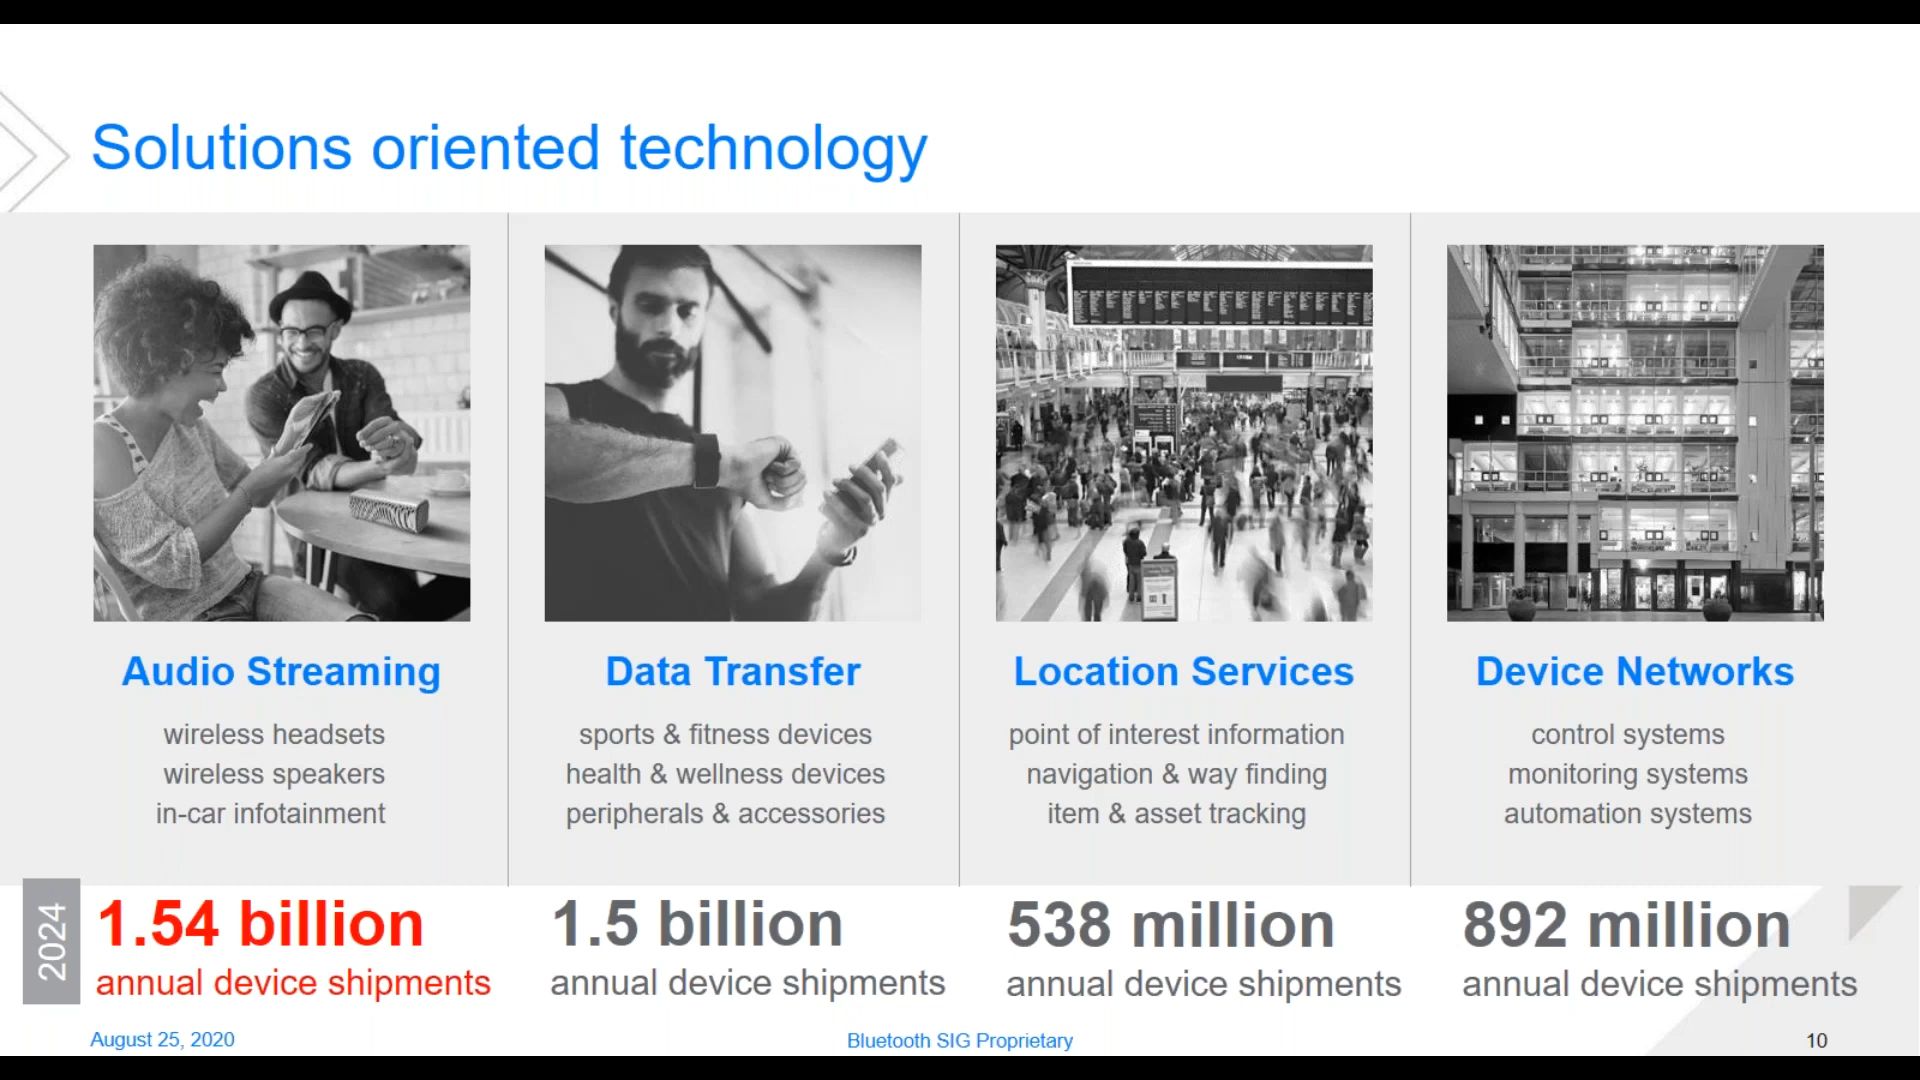 Solutions oriented technology
Audio Streaming
wireless headsets
wireless speakers
in-car infotainment
Data Transfer
sports & fitness devices
health & wellness devices
peripherals & accessories
Location Services
point of interest information
navigation & way finding
item & asset tracking
Device Networks
control systems
monitoring systems
automation systems
2024
1.54 billion
annual device shipments
1.5 billion
annual device shipments
538 million
annual device shipments
892 million
annual device shipments
August 25, 2020
Bluetooth SIG Proprietary
10